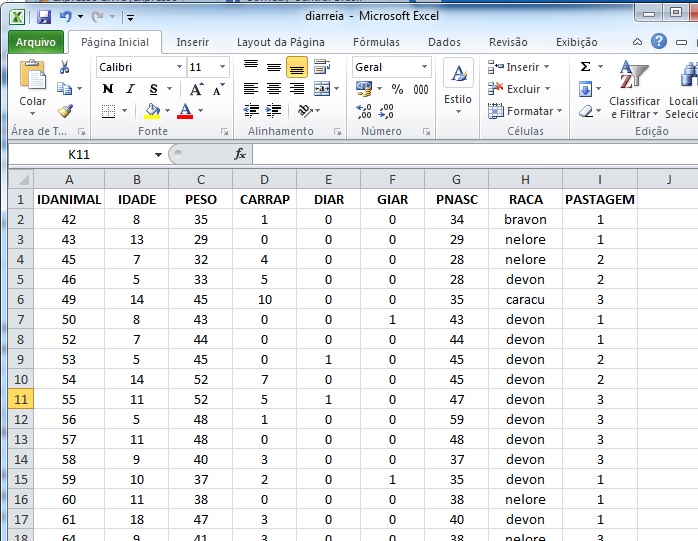 diarreia - Microsoft Excel
Arquivo Página Inicial Inserir Layout da Página Fórmulas Dados Revisão Exibição
Calibri 11 Geral Inserir Σ
Colar N I S A A % 000 Estilo Excluir Classificar e Filtrar Locali Selecio
Formatar
Área de T... Fonte Alinhamento Número Células Edição
K11 fx
A B C D E F G H I J
1 IDANIMAL IDADE PESO CARRAP DIAR GIAR PNASC RACA PASTAGEM
2 42 8 35 1 0 0 34 bravon 1
3 43 13 29 0 0 0 29 nelore 1
4 45 7 32 4 0 0 28 nelore 2
5 46 5 33 5 0 0 28 devon 2
6 49 14 45 10 0 0 35 caracu 3
7 50 8 43 0 0 1 43 devon 1
8 52 7 44 0 0 0 44 devon 1
9 53 5 45 0 1 0 45 devon 2
10 54 14 52 7 0 0 45 devon 2
11 55 11 52 5 1 0 47 devon 3
12 56 5 48 1 0 0 59 devon 3
13 57 11 48 0 0 0 48 devon 3
14 58 9 40 3 0 0 37 devon 3
15 59 10 37 2 0 1 35 devon 1
16 60 11 38 0 0 0 38 nelore 1
17 61 18 47 3 0 0 40 devon 1
18 64 9 41 3 0 0 38 nelore 3